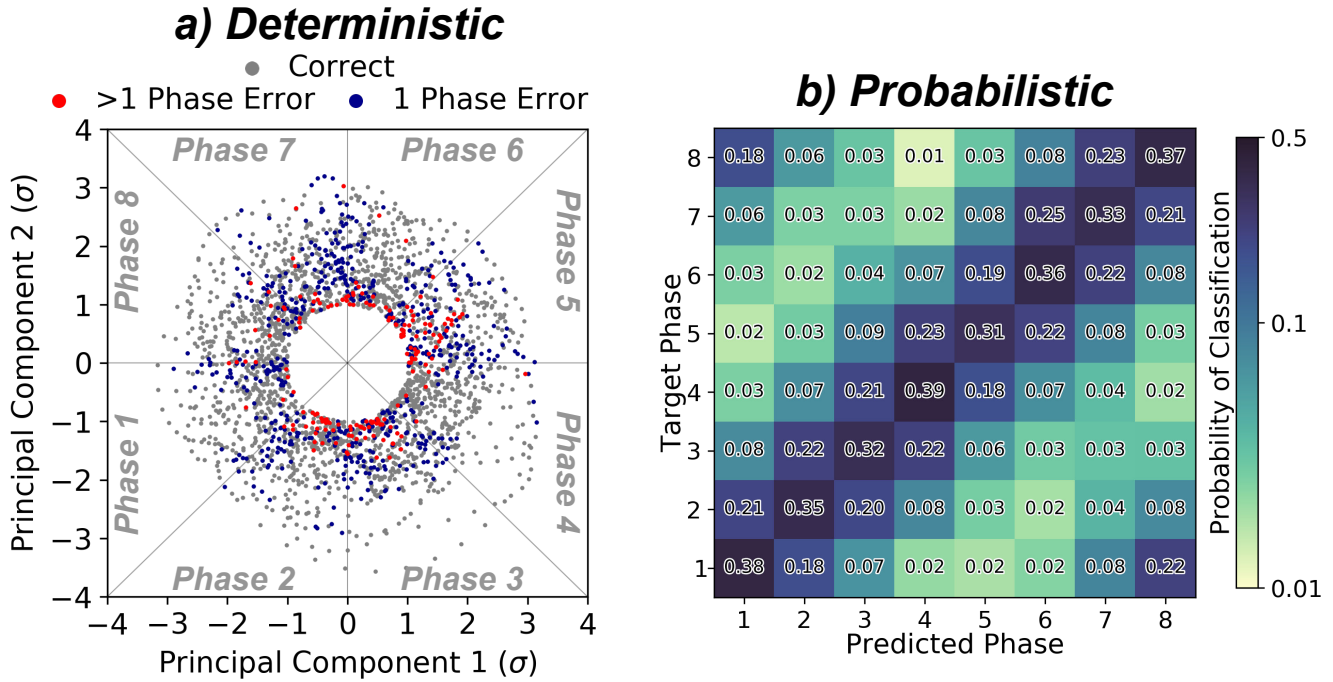 a) Deterministic
Correct
>1 Phase Error
1 Phase Error
Principal Component 2 (σ)
4
3
2
1
0
−1
−2
−3
−4
Phase 7
Phase 6
Phase 8
Phase 5
Phase 1
Phase 4
Phase 2
Phase 3
−4 −3 −2 −1 0 1 2 3 4
Principal Component 1 (σ)
b) Probabilistic
Target Phase
8 0.18 0.06 0.03 0.01 0.03 0.08 0.23 0.37
7 0.06 0.03 0.03 0.02 0.08 0.25 0.33 0.21
6 0.03 0.02 0.04 0.07 0.19 0.36 0.22 0.08
5 0.02 0.03 0.09 0.23 0.31 0.22 0.08 0.03
4 0.03 0.07 0.21 0.39 0.18 0.07 0.04 0.02
3 0.08 0.22 0.32 0.22 0.06 0.03 0.03 0.03
2 0.21 0.35 0.20 0.08 0.03 0.02 0.04 0.08
1 0.38 0.18 0.07 0.02 0.02 0.02 0.08 0.22
1 2 3 4 5 6 7 8
Predicted Phase
Probability of Classification
0.5
0.1
0.01